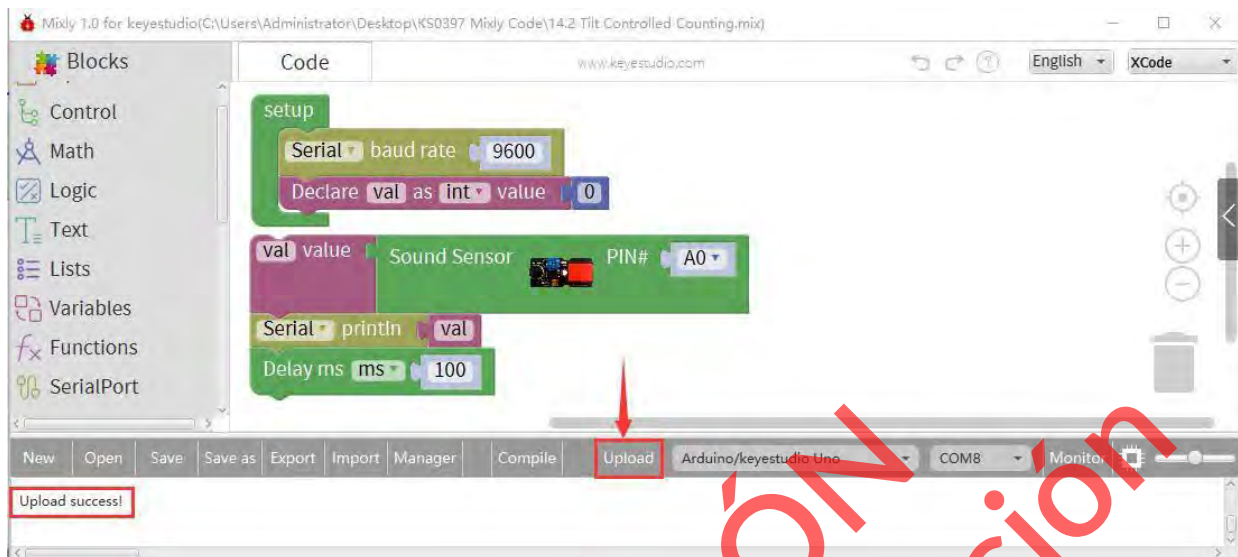 Mixly 1.0 for keyestudio(C:\Users\Administrator\Desktop\KS0397 Mixly Code\14.2 Tilt Controlled Counting.mix)
Blocks Code www.keyestudio.com English XCode
Control
Math
Logic
Text
Lists
Variables
Functions
SerialPort
setup
Serial baud rate 9600
Declare val as int value 0
val value Sound Sensor PIN# A0
Serial println val
Delay ms ms 100
New Open Save Save as Export Import Manager Compile Upload Arduino/keyestudio Uno COM8 Monitor
Upload success!